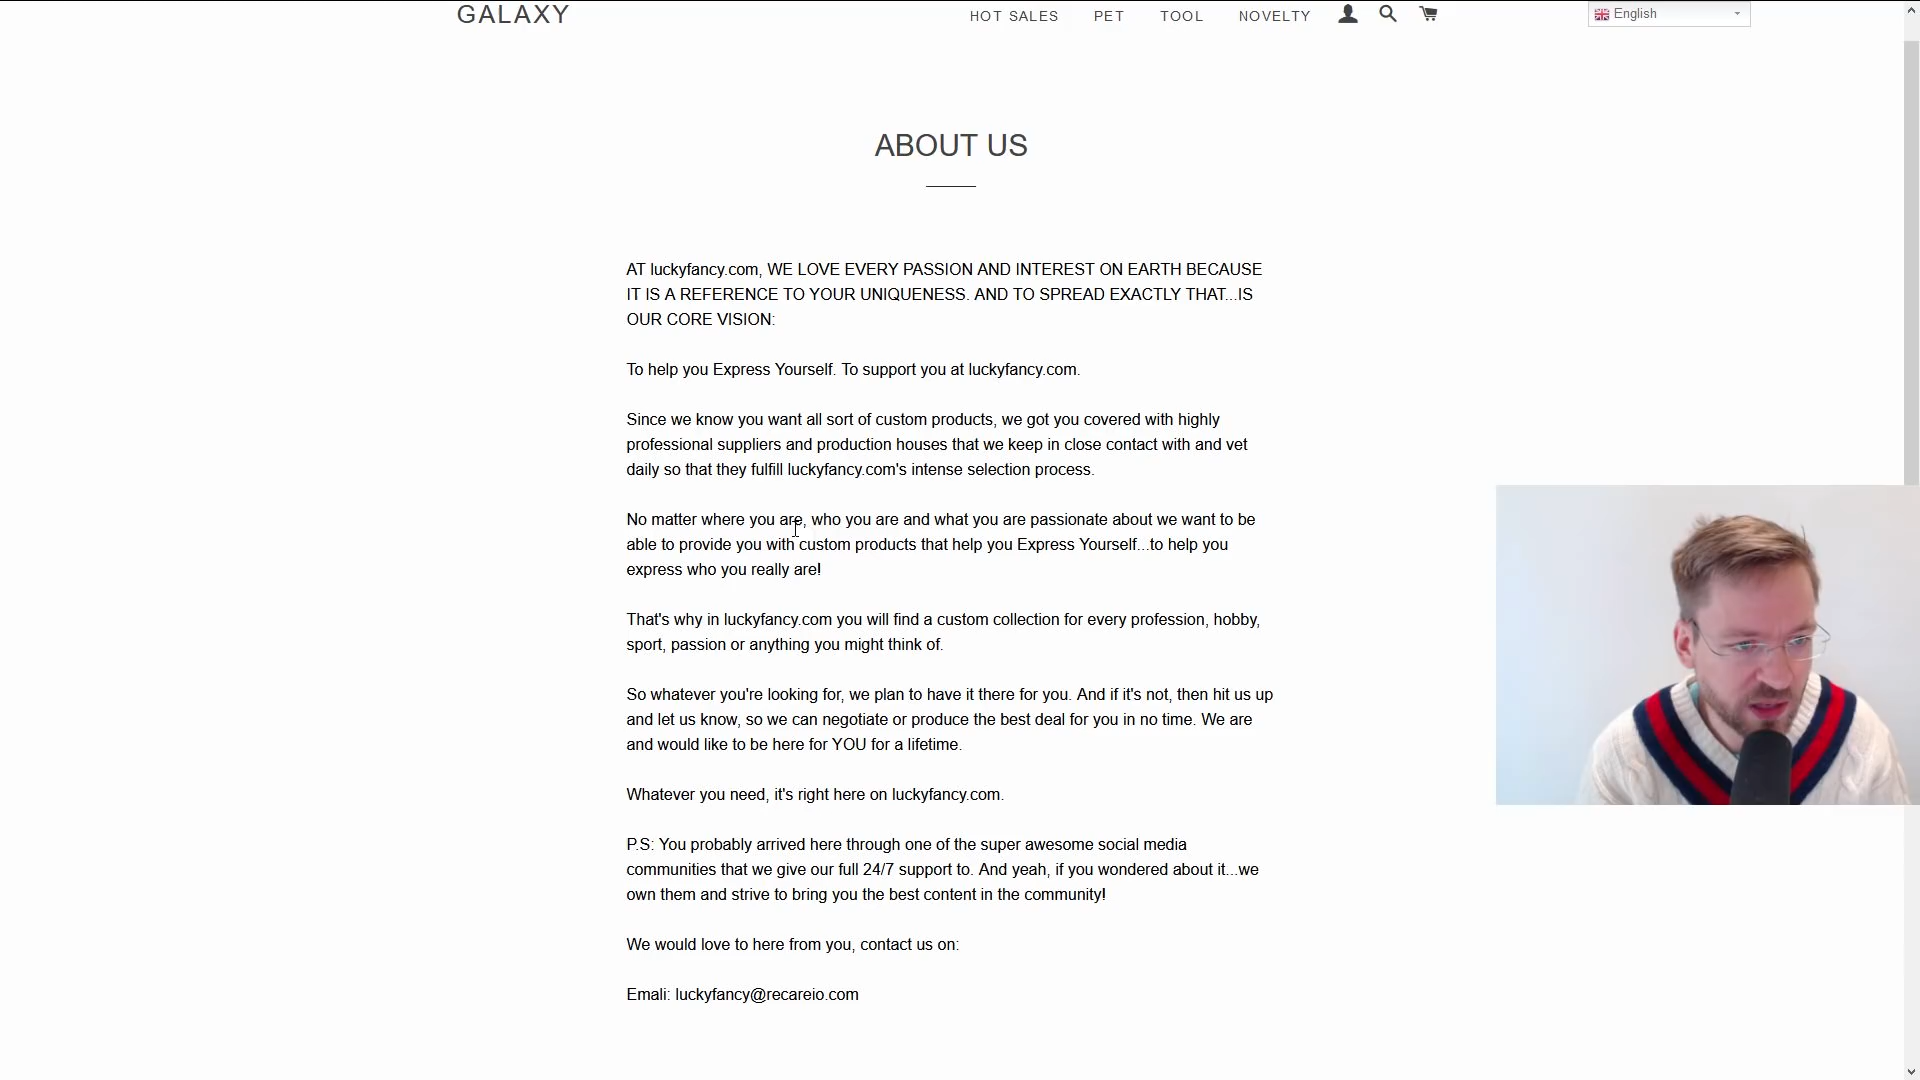 GALAXY
HOT SALES PET TOOL NOVELTY English
ABOUT US
AT luckyfancy.com, WE LOVE EVERY PASSION AND INTEREST ON EARTH BECAUSE
IT IS A REFERENCE TO YOUR UNIQUENESS. AND TO SPREAD EXACTLY THAT...IS
OUR CORE VISION:
To help you Express Yourself. To support you at luckyfancy.com.
Since we know you want all sort of custom products, we got you covered with highly
professional suppliers and production houses that we keep in close contact with and vet
daily so that they fulfill luckyfancy.com's intense selection process.
No matter where you are, who you are and what you are passionate about we want to be
able to provide you with custom products that help you Express Yourself...to help you
express who you really are!
That's why in luckyfancy.com you will find a custom collection for every profession, hobby,
sport, passion or anything you might think of.
So whatever you're looking for, we plan to have it there for you. And if it's not, then hit us up
and let us know, so we can negotiate or produce the best deal for you in no time. We are
and would like to be here for YOU for a lifetime.
Whatever you need, it's right here on luckyfancy.com.
P.S: You probably arrived here through one of the super awesome social media
communities that we give our full 24/7 support to. And yeah, if you wondered about it...we
own them and strive to bring you the best content in the community!
We would love to here from you, contact us on:
Emali: luckyfancy@recareio.com